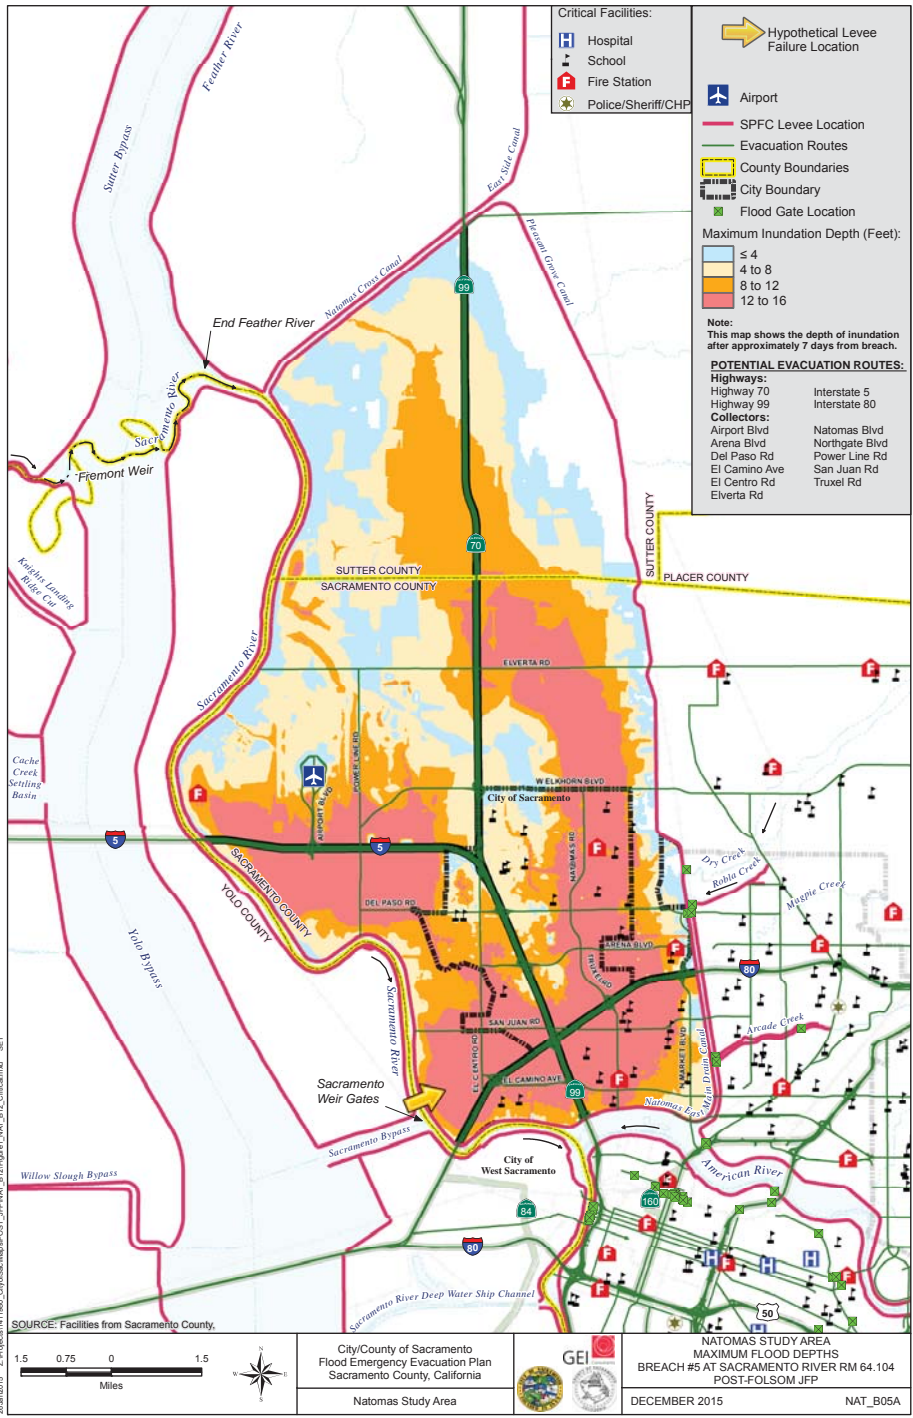 Critical Facilities:
Hospital
School
Fire Station
Police/Sheriff/CHP
Hypothetical Levee
Failure Location
Airport
SPFC Levee Location
Evacuation Routes
County Boundaries
City Boundary
Flood Gate Location
Maximum Inundation Depth (Feet):
≤ 4
4 to 8
8 to 12
12 to 16
Note:
This map shows the depth of inundation
after approximately 7 days from breach.
POTENTIAL EVACUATION ROUTES:
Highways:
Highway 70 Interstate 5
Highway 99 Interstate 80
Collectors:
Airport Blvd Natomas Blvd
Arena Blvd Northgate Blvd
Del Paso Rd Power Line Rd
El Camino Ave San Juan Rd
El Centro Rd Truxel Rd
Elverta Rd
Feather River
Sutter Bypass
East Side Canal
Pleasant Grove Canal
Natomas Cross Canal
99
End Feather River
Sacramento River
Fremont Weir
Knights Landing
Ridge Cut
70
SUTTER COUNTY
SACRAMENTO COUNTY
SUTTER COUNTY
PLACER COUNTY
Sacramento River
ELVERTA RD
POWER LINE RD
AIRPORT BLVD
Cache
Creek
Settling
Basin
W ELKHORN BLVD
City of Sacramento
NATOMAS RD
5
5
SACRAMENTO COUNTY
YOLO COUNTY
DEL PASO RD
Dry Creek
Robla Creek
Magpie Creek
ARENA BLVD
TRUXEL RD
80
Yolo Bypass
Sacramento River
SAN JUAN RD
EL CENTRO RD
EL CAMINO AVE
N MARKET BLVD
Arcade Creek
Natomas East Main Drain Canal
99
Sacramento
Weir Gates
Sacramento Bypass
Willow Slough Bypass
City of
West Sacramento
American River
84
160
80
50
Sacramento River Deep Water Ship Channel
SOURCE: Facilities from Sacramento County,
1.5 0.75 0 1.5
Miles
N
W E
S
City/County of Sacramento
Flood Emergency Evacuation Plan
Sacramento County, California
Natomas Study Area
GEI
Consultants
NATOMAS STUDY AREA
MAXIMUM FLOOD DEPTHS
BREACH #5 AT SACRAMENTO RIVER RM 64.104
POST-FOLSOM JFP
DECEMBER 2015 NAT_B05A